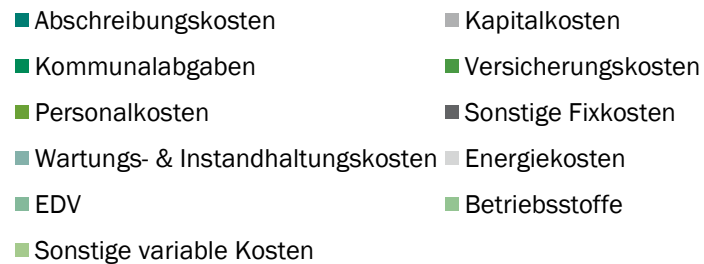 Abschreibungskosten Kapitalkosten
Kommunalabgaben Versicherungskosten
Personalkosten Sonstige Fixkosten
Wartungs- & Instandhaltungskosten Energiekosten
EDV Betriebsstoffe
Sonstige variable Kosten